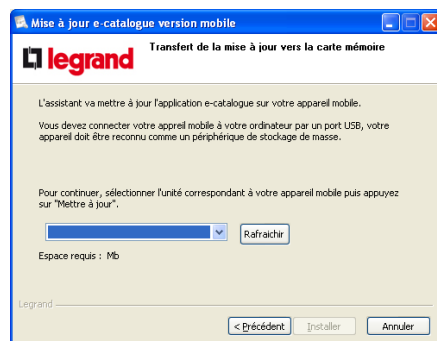 Mise à jour e-catalogue version mobile
legrand
Transfert de la mise à jour vers la carte mémoire
L'assistant va mettre à jour l'application e-catalogue sur votre appareil mobile.
Vous devez connecter votre appreil mobile à votre ordinateur par un port USB, votre
appareil doit être reconnu comme un périphérique de stockage de masse.
Pour continuer, sélectionner l'unité correspondant à votre appareil mobile puis appuyez
sur "Mettre à jour".
Rafraichir
Espace requis : Mb
Legrand
< Précédent
Installer
Annuler